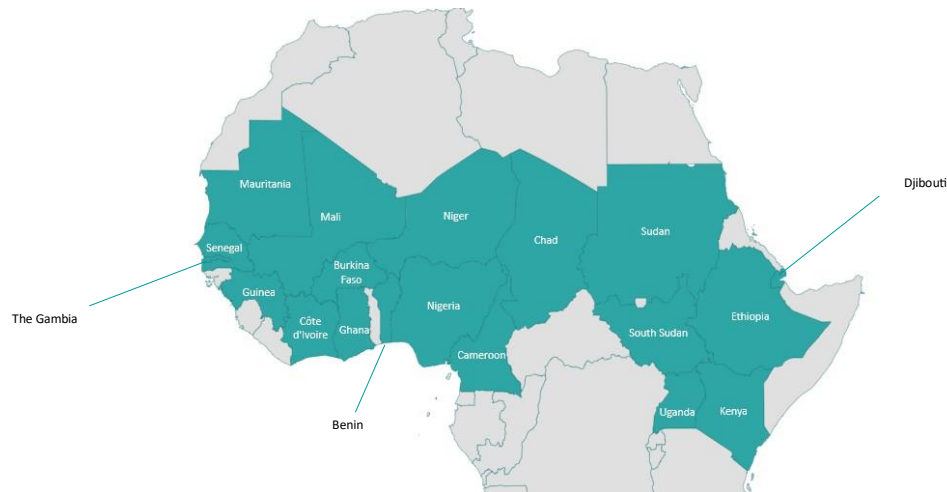 Mauritania
Mali
Niger
Chad
Sudan
Djibouti
Senegal
The Gambia
Guinea
Burkina
Faso
Côte
d'Ivoire
Ghana
Benin
Nigeria
Cameroon
South Sudan
Ethiopia
Uganda
Kenya